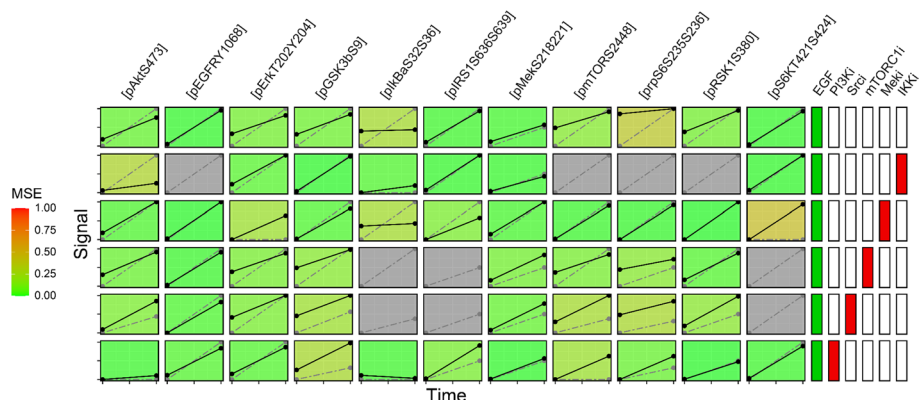 [pAktS473]
[pEGFRY1068]
[pErkT202Y204]
[pGSK3bS9]
[pIkBaS32S36]
[pIRS1S636S639]
[pMekS218221]
[pmTORS2448]
[prpS6S235S236]
[pRSK1S380]
[pS6KT421S424]
EGF
PI3Ki
Srci
mTORC1i
Meki
IKKi
MSE
1.00
0.75
0.50
0.25
0.00
Signal
Time